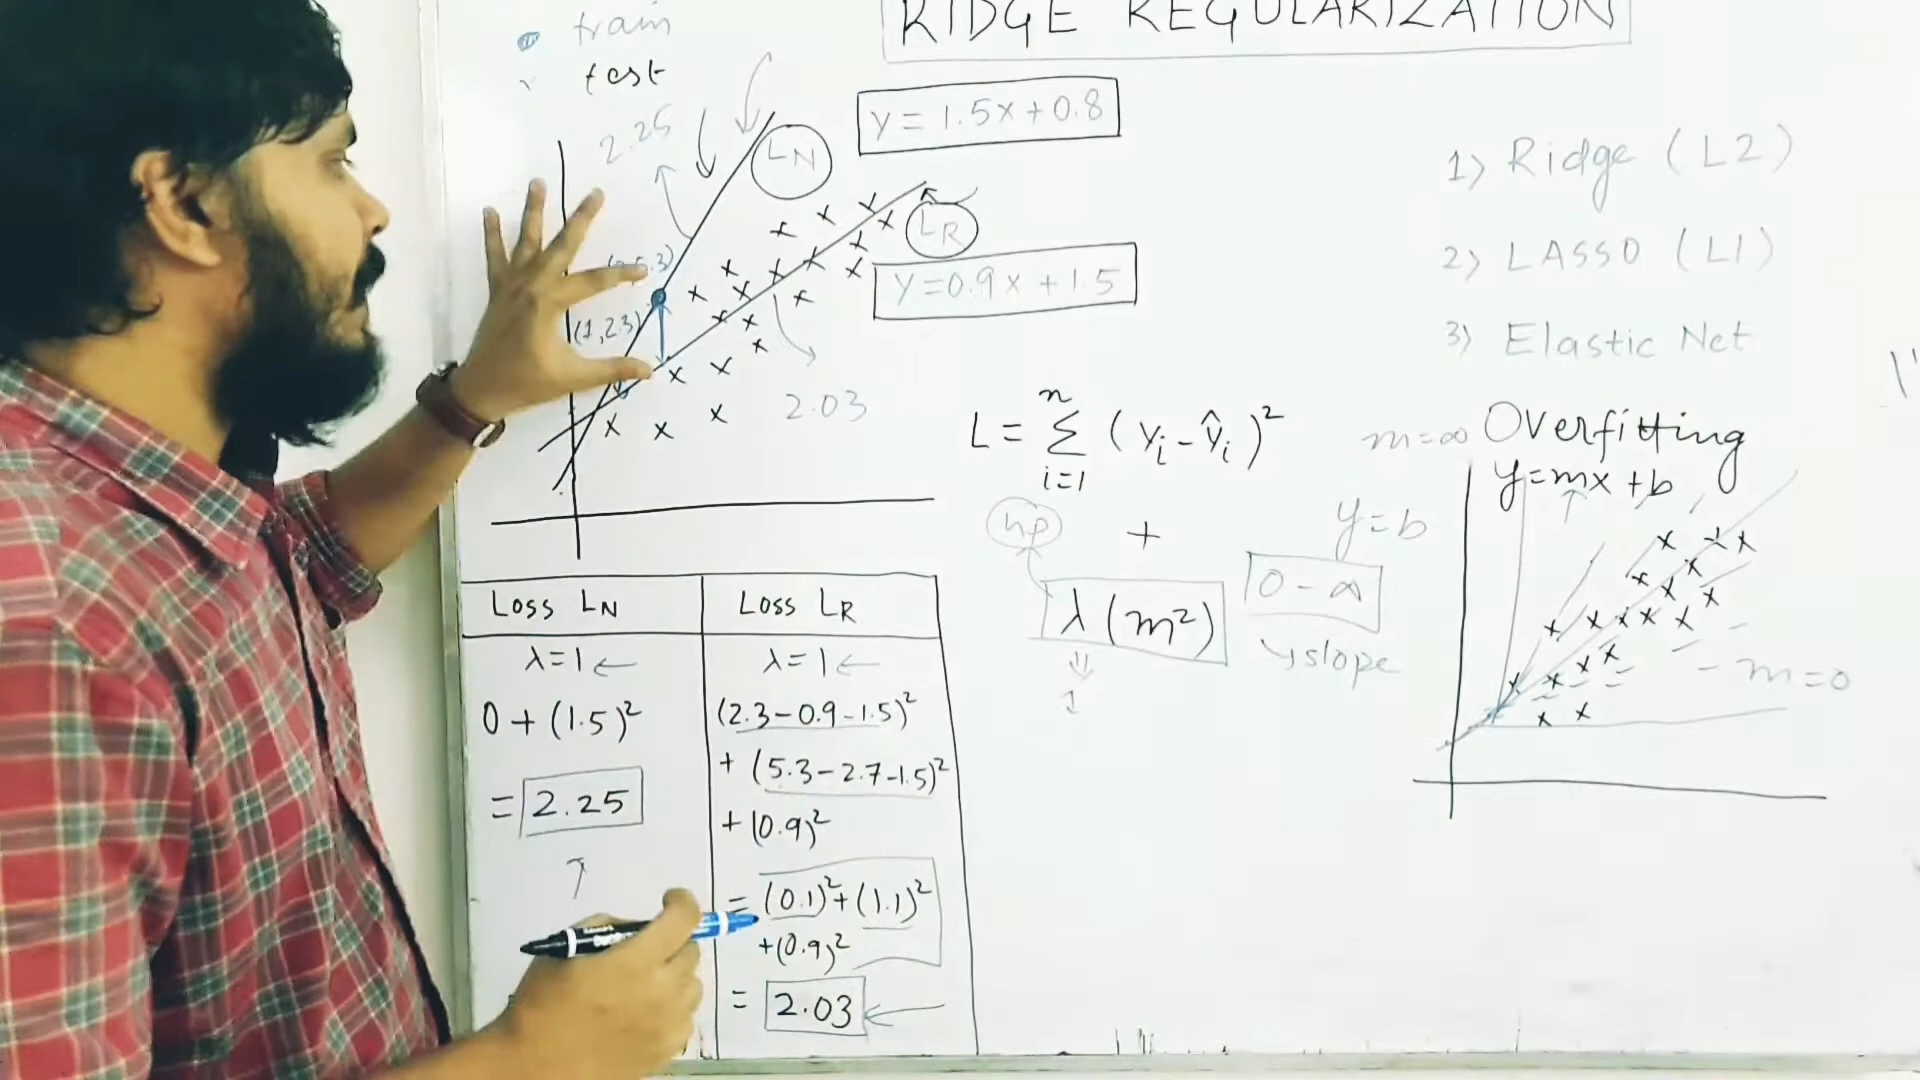 RIDGE REGULARIZATION
train
test
2.25
LN
y = 1.5x + 0.8
LR
y = 0.9x + 1.5
(1, 2.3)
2.03
1) Ridge (L2)
2) LASSO (L1)
3) Elastic Net
L = Σ (yi - ŷi)²
n
i=1
hp
+
λ (m²)
⇓
1
0 - ∞
↘ slope
y = b
m = ∞
Overfitting
y = mx + b
m = 0
Loss LN
λ = 1 ←
0 + (1.5)²
= 2.25
Loss LR
λ = 1 ←
(2.3 - 0.9 - 1.5)²
+ (5.3 - 2.7 - 1.5)²
+ (0.9)²
= (0.1)² + (1.1)²
+ (0.9)²
= 2.03